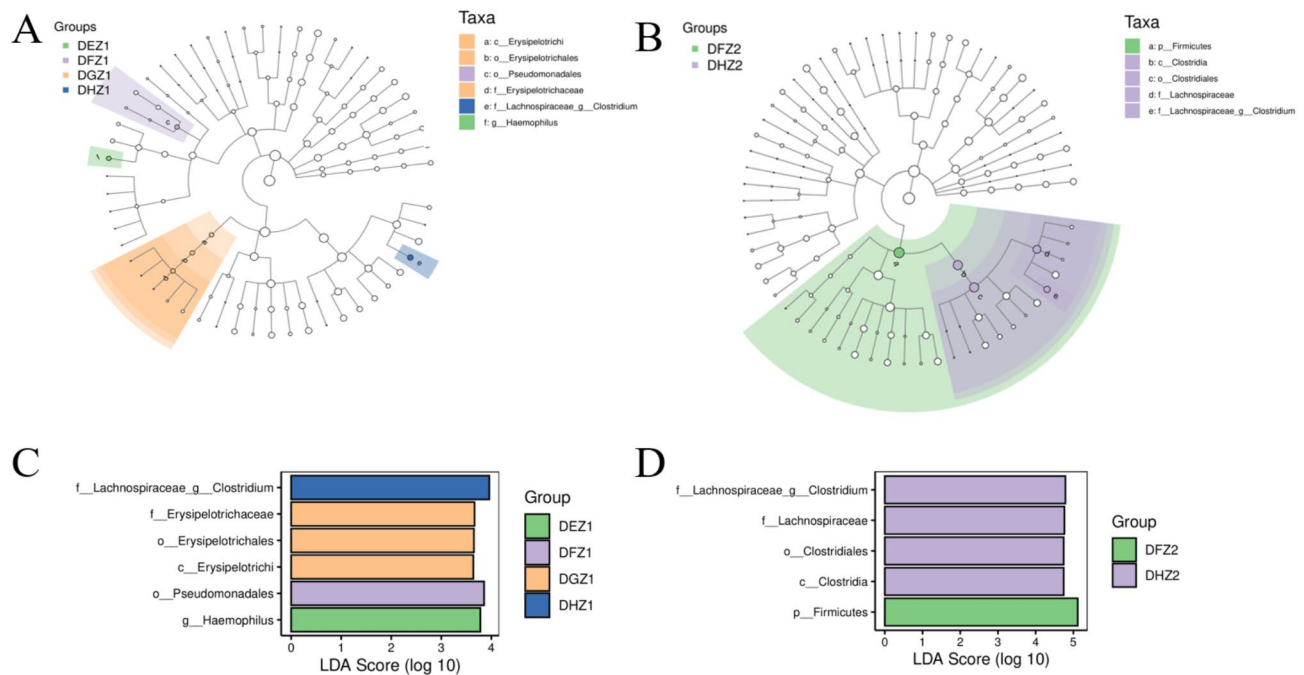 A
Groups
DEZ1
DFZ1
DGZ1
DHZ1
Taxa
a: c__Erysipelotrichi
b: o__Erysipelotrichales
c: o__Pseudomonadales
d: f__Erysipelotrichaceae
e: f__Lachnospiraceae_g__Clostridium
f: g__Haemophilus
B
Groups
DFZ2
DHZ2
Taxa
a: p__Firmicutes
b: c__Clostridia
c: o__Clostridiales
d: f__Lachnospiraceae
e: f__Lachnospiraceae_g__Clostridium
C
f__Lachnospiraceae_g__Clostridium
f__Erysipelotrichaceae
o__Erysipelotrichales
c__Erysipelotrichi
o__Pseudomonadales
g__Haemophilus
0 1 2 3 4
LDA Score (log 10)
Group
DEZ1
DFZ1
DGZ1
DHZ1
D
f__Lachnospiraceae_g__Clostridium
f__Lachnospiraceae
o__Clostridiales
c__Clostridia
p__Firmicutes
0 1 2 3 4 5
LDA Score (log 10)
Group
DFZ2
DHZ2